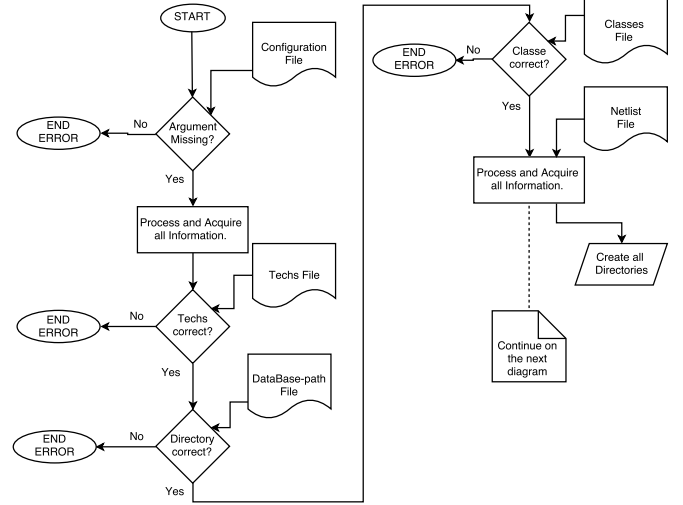 START
Configuration
File
Argument
Missing?
No
END
ERROR
Yes
Process and Acquire
all Information.
Techs File
Techs
correct?
No
END
ERROR
Yes
DataBase-path
File
Directory
correct?
No
END
ERROR
Yes
Classes
File
Classe
correct?
No
END
ERROR
Yes
Netlist
File
Process and Acquire
all Information.
Create all
Directories
Continue on
the next
diagram